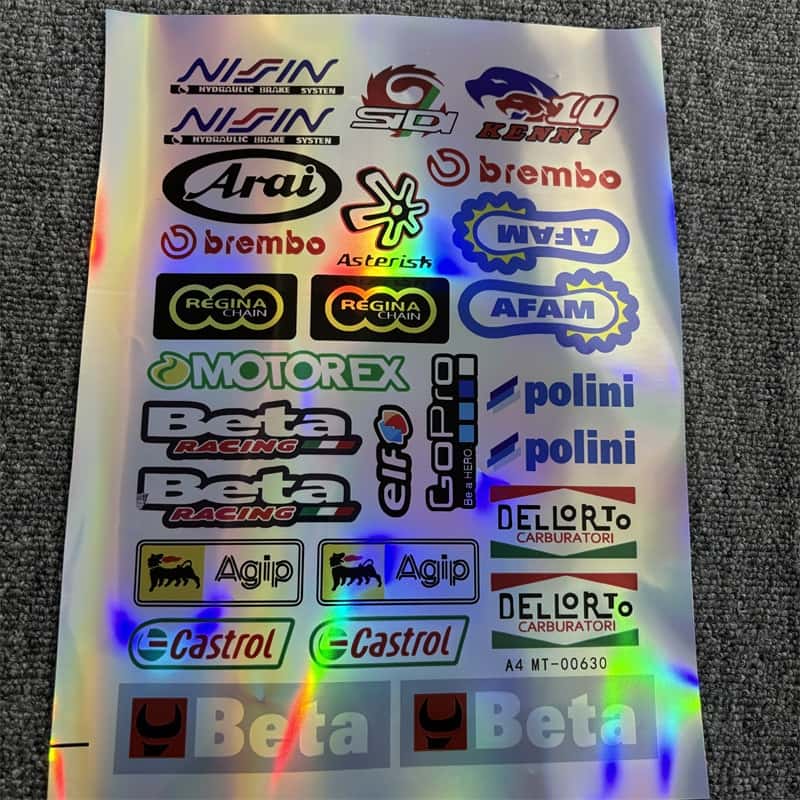 NISSIN
HYDRAULIC BRAKE SYSTEN
NISSIN
HYDRAULIC BRAKE SYSTEN
SIDI
10
KENNY
Arai
brembo
brembo
Asterisk
AFAM
REGINA
CHAIN
REGINA
CHAIN
AFAM
MOTOREX
GoPro
Be a HERO
polini
Beta
RACING
elf
polini
Beta
RACING
DELLORTO
CARBURATORI
Agip
Agip
DELLORTO
CARBURATORI
Castrol
Castrol
A4 MT-00630
Beta
Beta